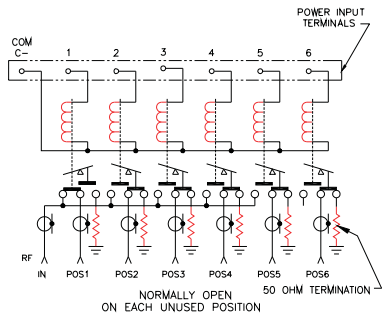 POWER INPUT
TERMINALS
COM
C-
1 2 3 4 5 6
RF
IN POS1 POS2 POS3 POS4 POS5 POS6
50 OHM TERMINATION
NORMALLY OPEN
ON EACH UNUSED POSITION